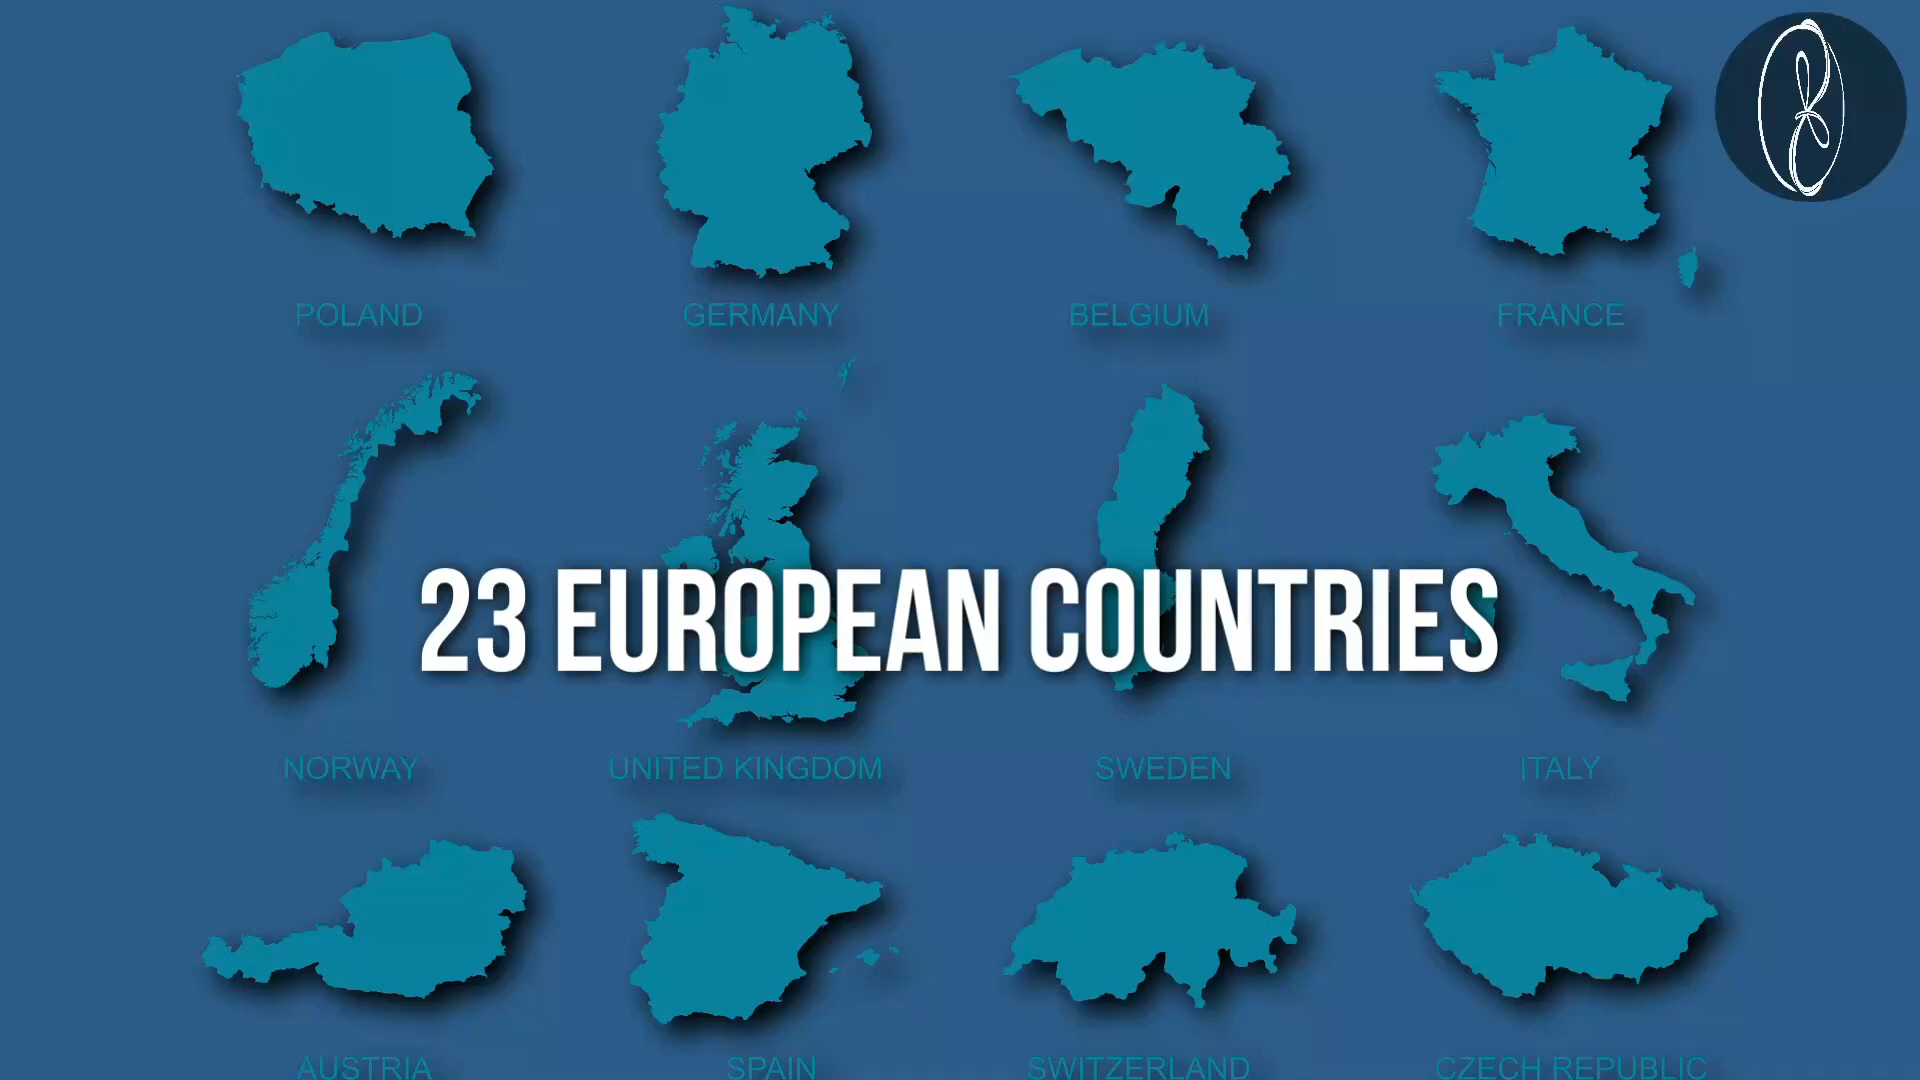 POLAND
GERMANY
BELGIUM
FRANCE
23 EUROPEAN COUNTRIES
NORWAY
UNITED KINGDOM
SWEDEN
ITALY
AUSTRIA
SPAIN
SWITZERLAND
CZECH REPUBLIC